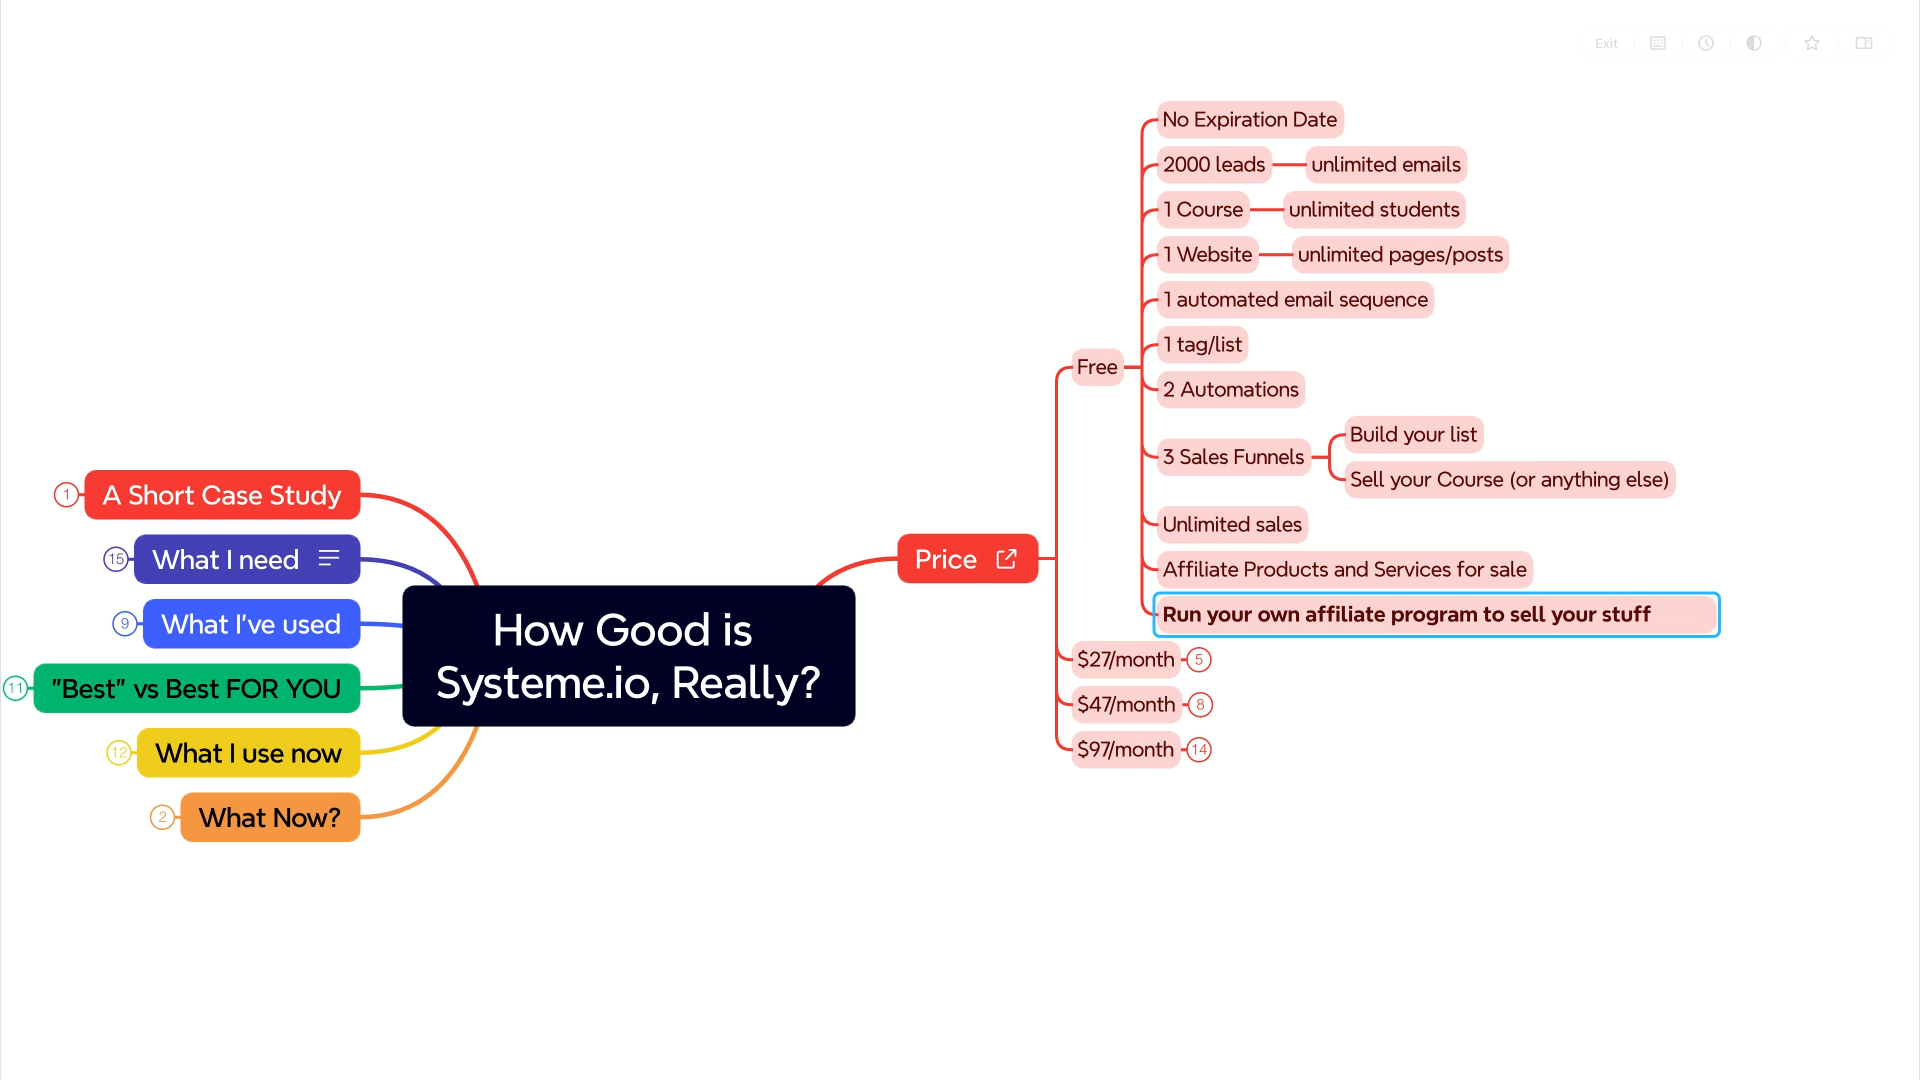 Exit
No Expiration Date
2000 leads
unlimited emails
1 Course
unlimited students
1 Website
unlimited pages/posts
1 automated email sequence
1 tag/list
Free
2 Automations
3 Sales Funnels
Build your list
Sell your Course (or anything else)
Unlimited sales
Affiliate Products and Services for sale
Run your own affiliate program to sell your stuff
Price
$27/month
5
$47/month
8
$97/month
14
How Good is
Systeme.io, Really?
1
A Short Case Study
15
What I need
9
What I've used
11
"Best" vs Best FOR YOU
12
What I use now
2
What Now?